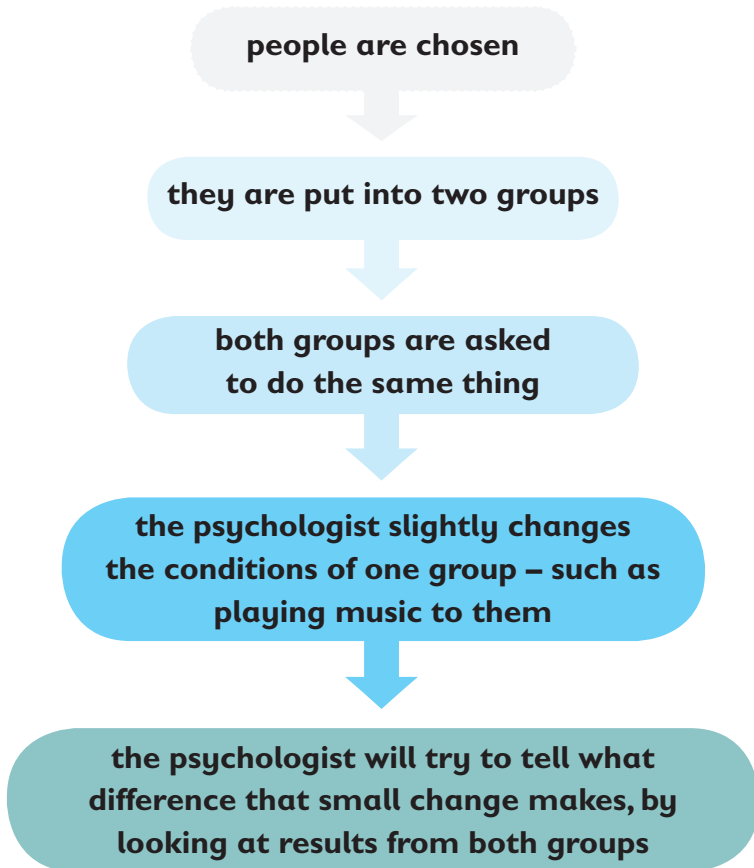 people are chosen
they are put into two groups
both groups are asked
to do the same thing
the psychologist slightly changes
the conditions of one group – such as
playing music to them
the psychologist will try to tell what
difference that small change makes, by
looking at results from both groups